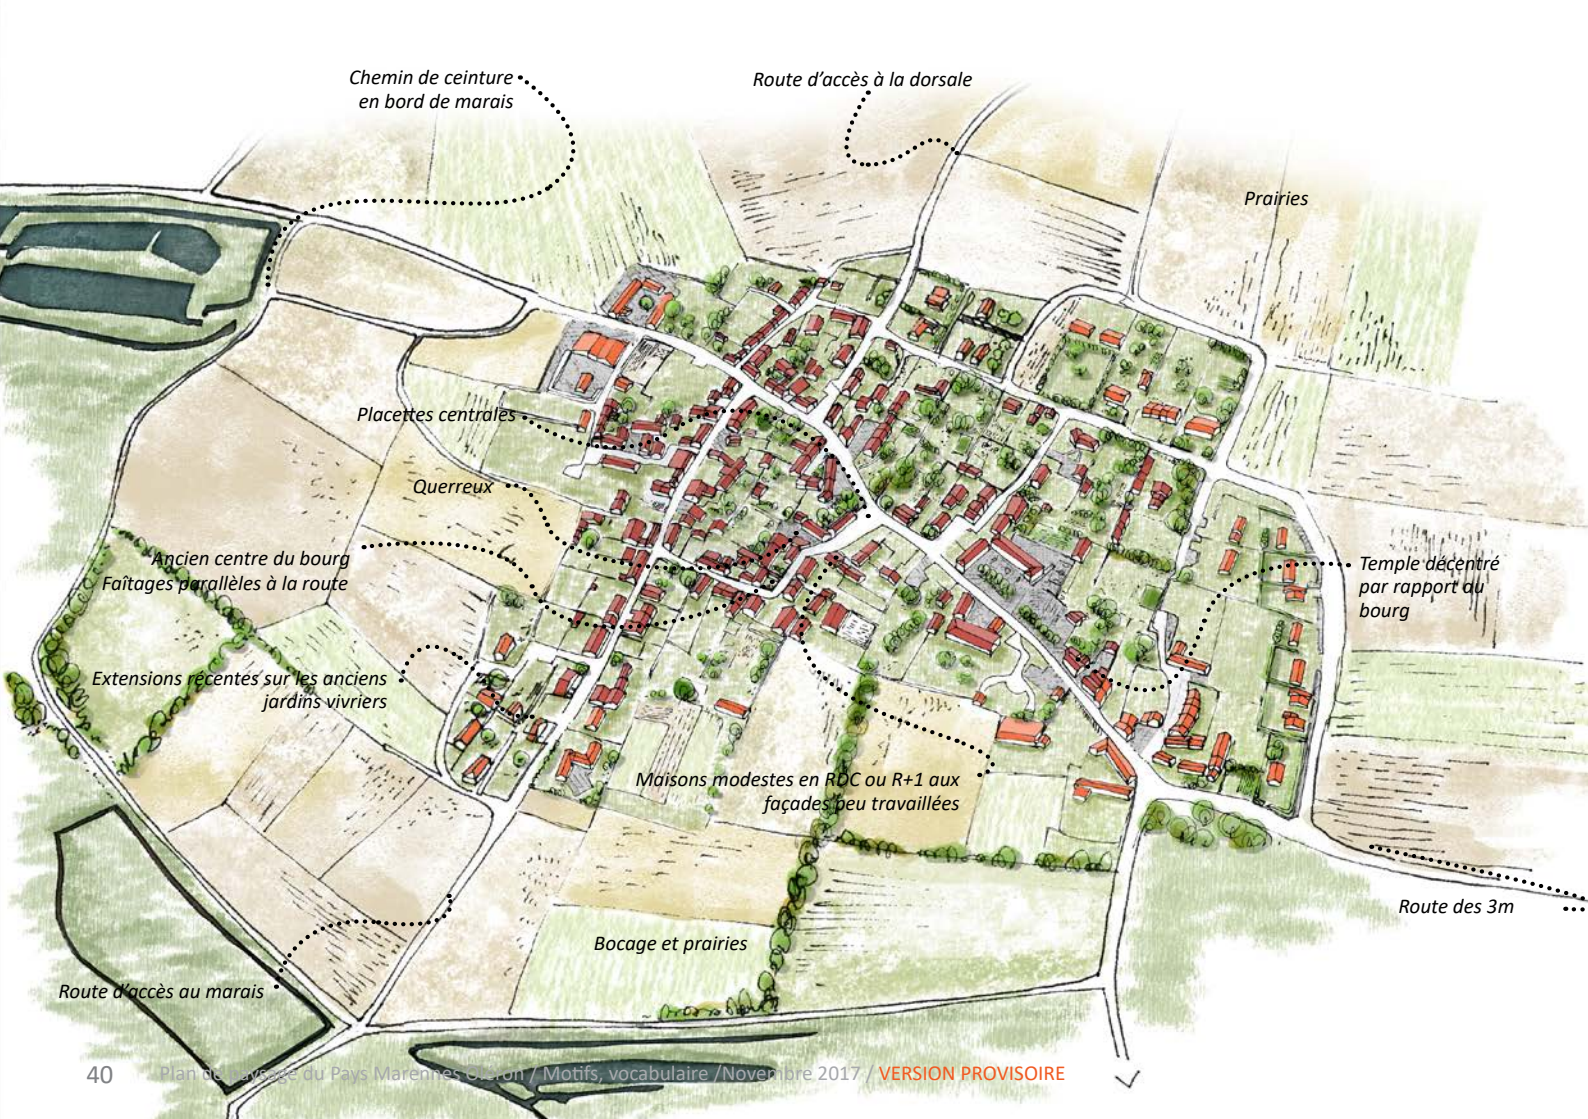 Chemin de ceinture
en bord de marais
Route d'accès à la dorsale
Prairies
Placettes centrales
Querreux
Ancien centre du bourg
Faîtages parallèles à la route
Temple décentré
par rapport au
bourg
Extensions récentes sur les anciens
jardins vivriers
Maisons modestes en RDC ou R+1 aux
façades peu travaillées
Route des 3m
Bocage et prairies
Route d'accès au marais
40 Plan de paysage du Pays Marennes Oléron / Motifs, vocabulaire /Novembre 2017 / VERSION PROVISOIRE